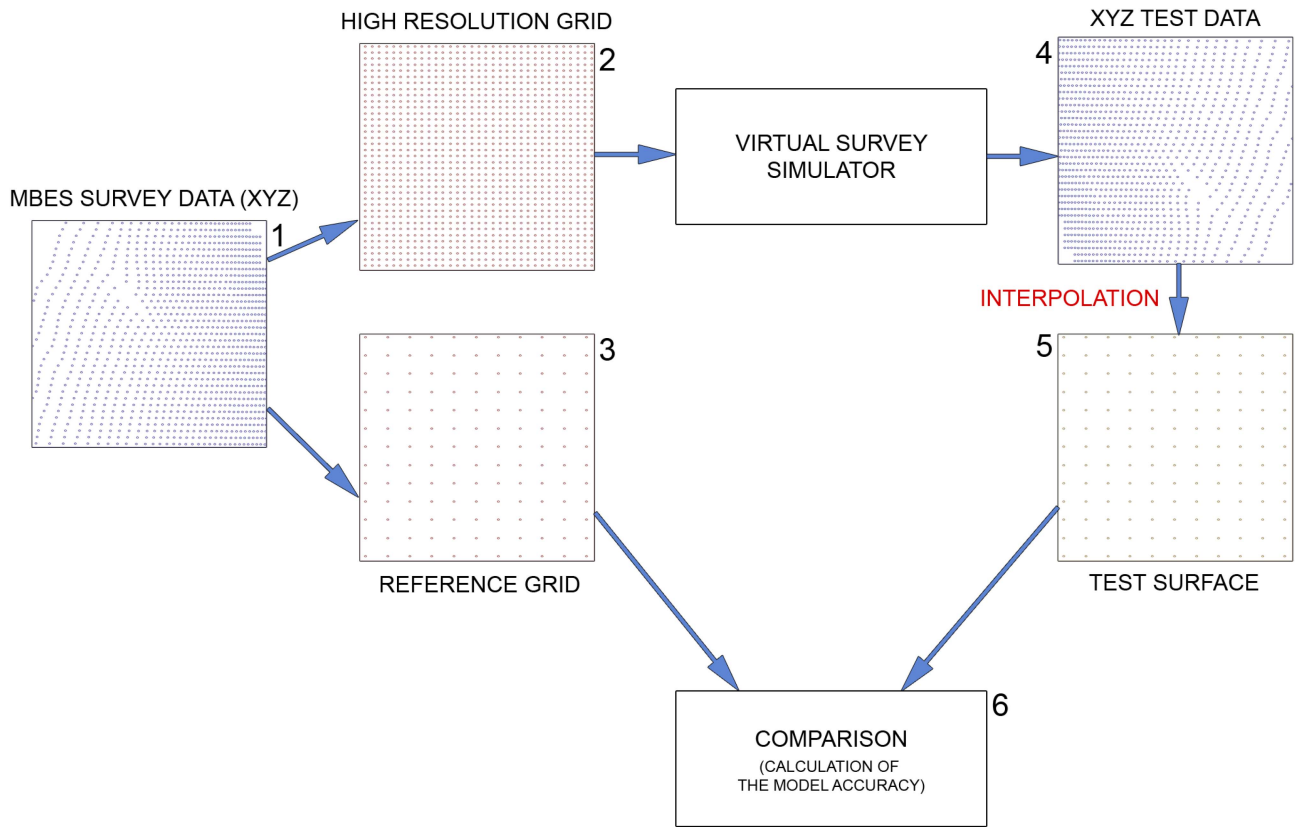 HIGH RESOLUTION GRID
2
XYZ TEST DATA
4
VIRTUAL SURVEY
SIMULATOR
MBES SURVEY DATA (XYZ)
1
INTERPOLATION
3
REFERENCE GRID
5
TEST SURFACE
6
COMPARISON
(CALCULATION OF
THE MODEL ACCURACY)